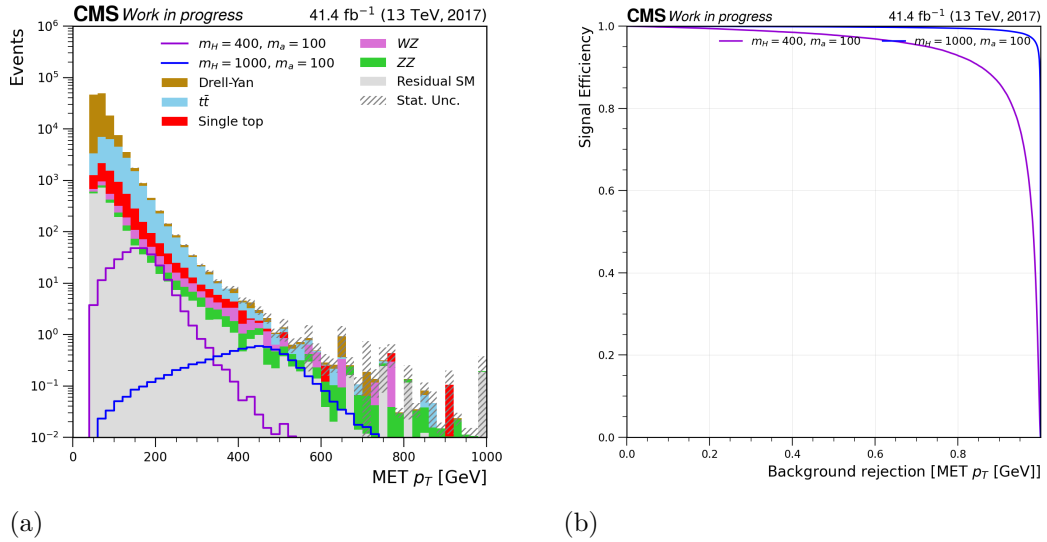 CMS Work in progress 41.4 fb⁻¹ (13 TeV, 2017)
Events
10⁶
10⁵
10⁴
10³
10²
10¹
10⁰
10⁻¹
10⁻²
m_H = 400, m_a = 100
m_H = 1000, m_a = 100
Drell-Yan
tt̄
Single top
WZ
ZZ
Residual SM
Stat. Unc.
0 200 400 600 800 1000
MET p_T [GeV]
(a)
CMS Work in progress 41.4 fb⁻¹ (13 TeV, 2017)
Signal Efficiency
m_H = 400, m_a = 100 m_H = 1000, m_a = 100
1.0
0.8
0.6
0.4
0.2
0.0
0.0 0.2 0.4 0.6 0.8
Background rejection [MET p_T [GeV]]
(b)